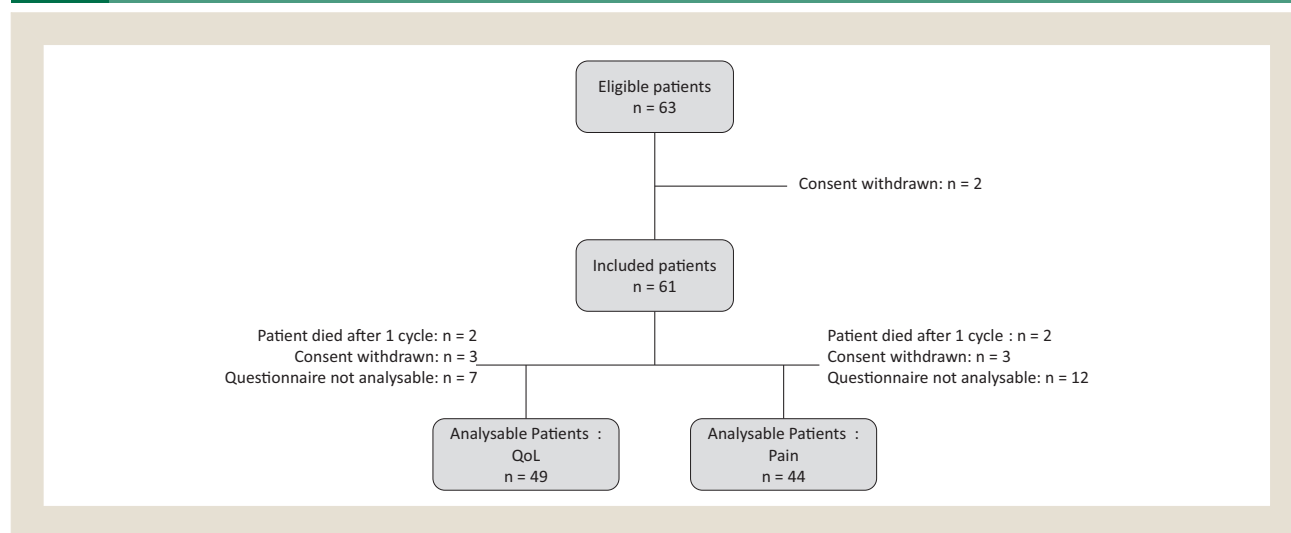 Eligible patients
n = 63
Consent withdrawn: n = 2
Included patients
n = 61
Patient died after 1 cycle: n = 2
Consent withdrawn: n = 3
Questionnaire not analysable: n = 7
Patient died after 1 cycle : n = 2
Consent withdrawn: n = 3
Questionnaire not analysable: n = 12
Analysable Patients :
QoL
n = 49
Analysable Patients :
Pain
n = 44